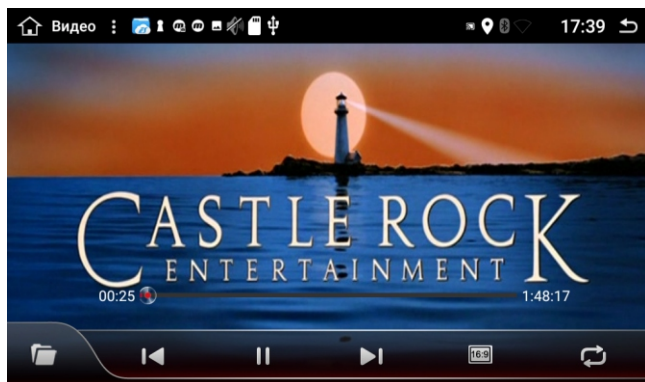 Видео
17:39
CASTLE ROCK
ENTERTAINMENT
00:25
1:48:17
16:9